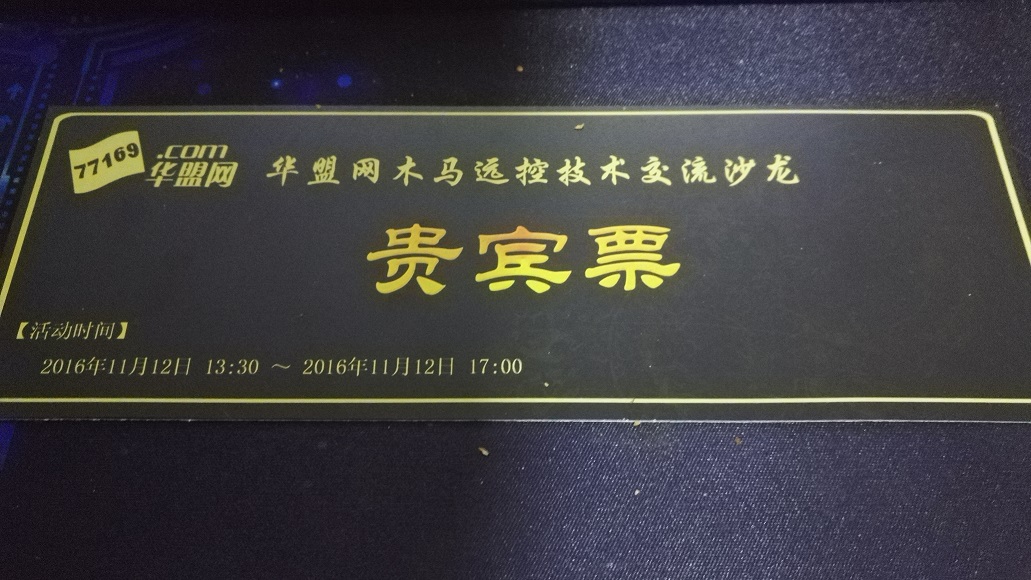 77169 .com
华盟网
华盟网木马远控技术交流沙龙
贵宾票
【活动时间】
2016年11月12日 13:30 ～ 2016年11月12日 17:00